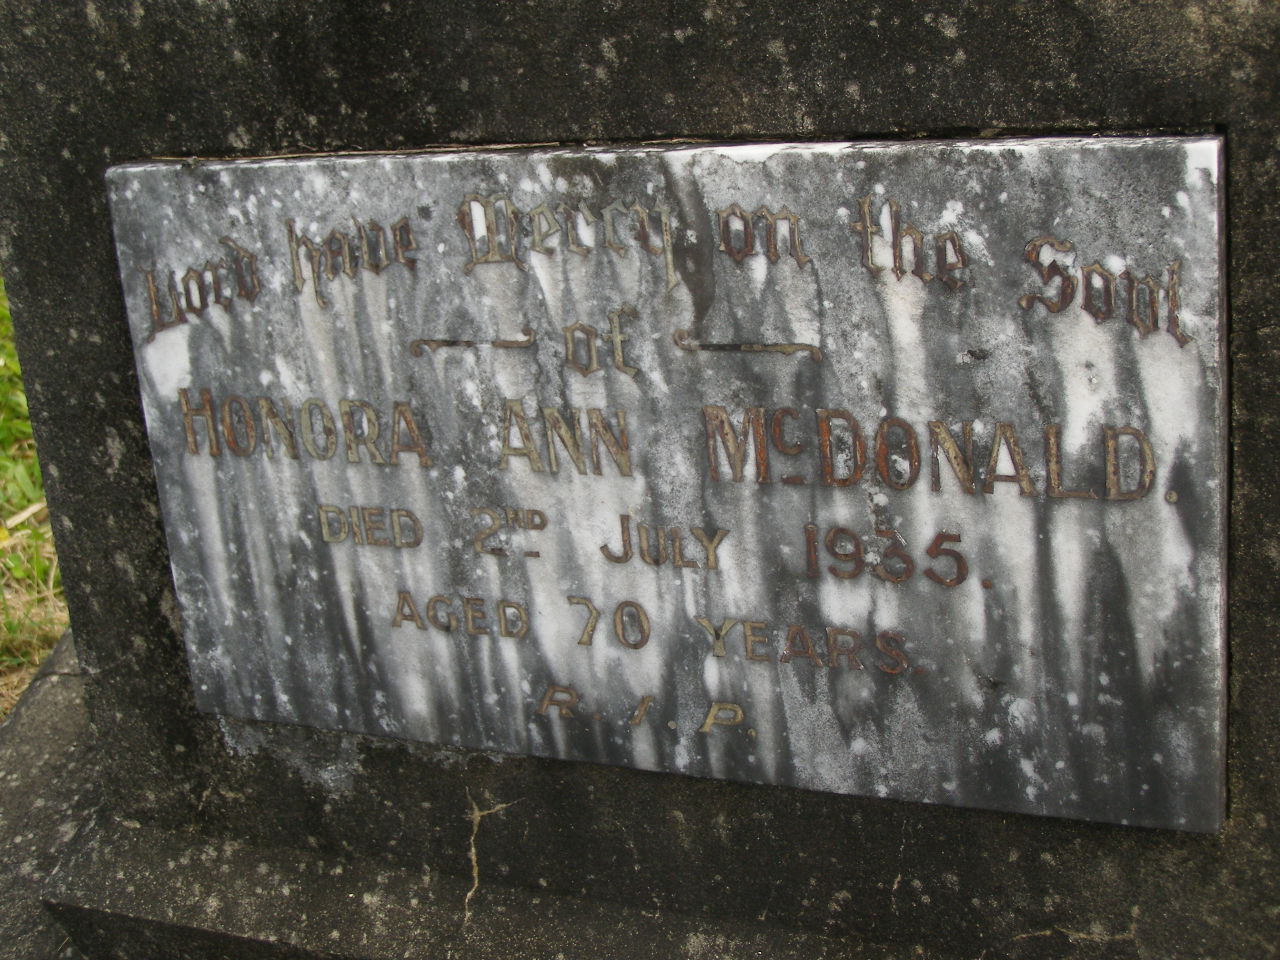 Lord have Mercy on the Soul
of
HONORA ANN McDONALD.
DIED 2ND JULY 1935.
AGED 70 YEARS.
R.I.P.